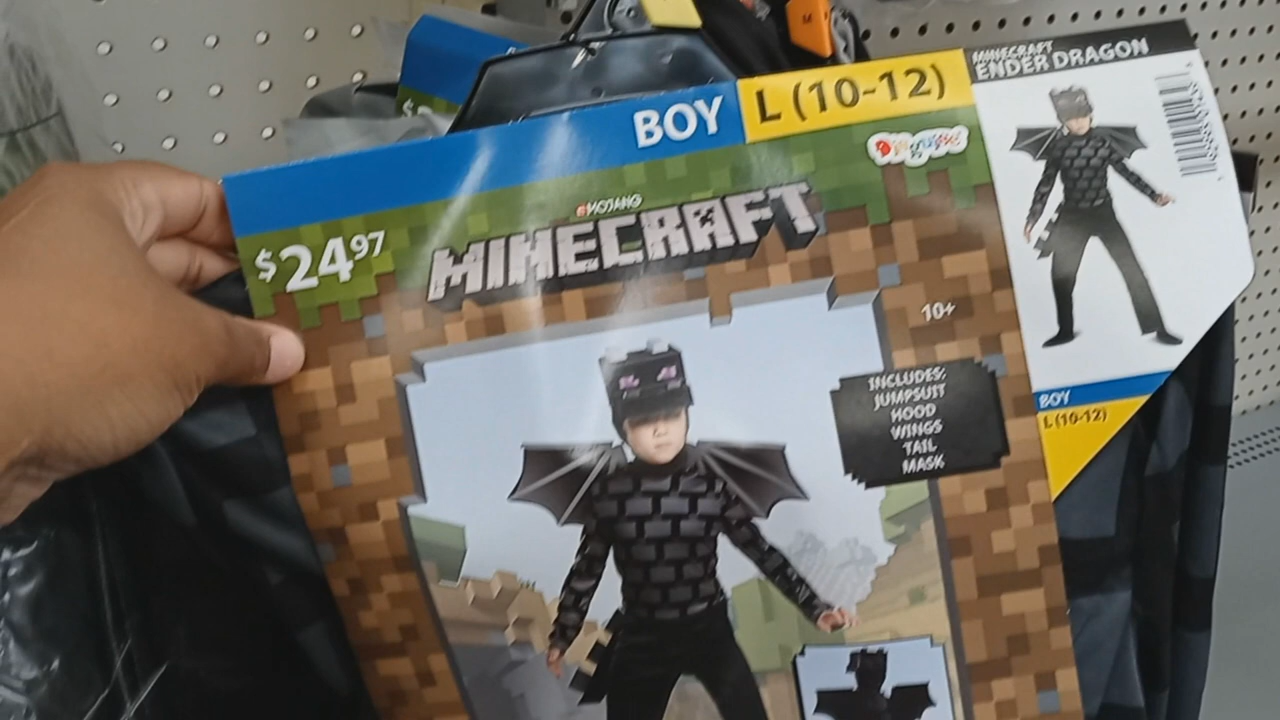 BOY
L (10-12)
MINECRAFT
ENDER DRAGON
Disguise
$24.97
MOJANG
MINECRAFT
10+
INCLUDES:
JUMPSUIT
HOOD
WINGS
TAIL
MASK
BOY
L (10-12)
M